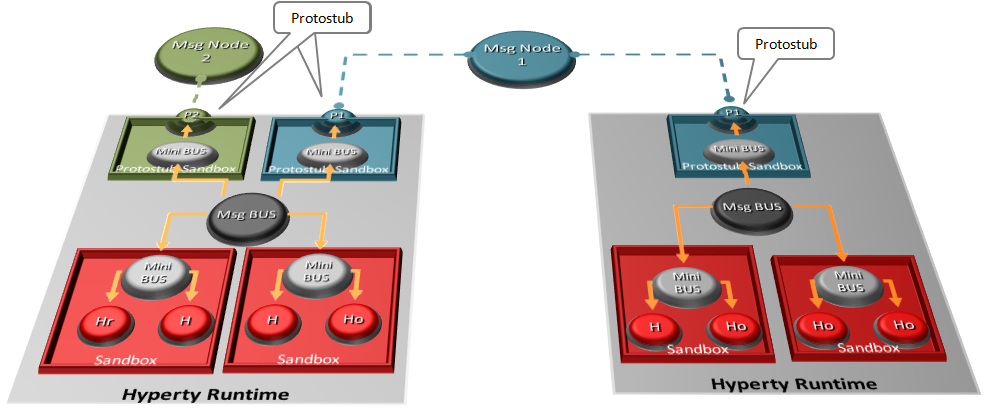 Protostub
Msg Node
2
Msg Node
1
Protostub
P2
P1
P1
Mini BUS
Mini BUS
Mini BUS
Protostub Sandbox
Protostub Sandbox
Protostub Sandbox
Msg BUS
Msg BUS
Mini
BUS
Mini
BUS
Mini
BUS
Mini
BUS
Hr
H
H
Ho
H
Ho
Ho
Ho
Sandbox
Sandbox
Sandbox
Sandbox
Hyperty Runtime
Hyperty Runtime